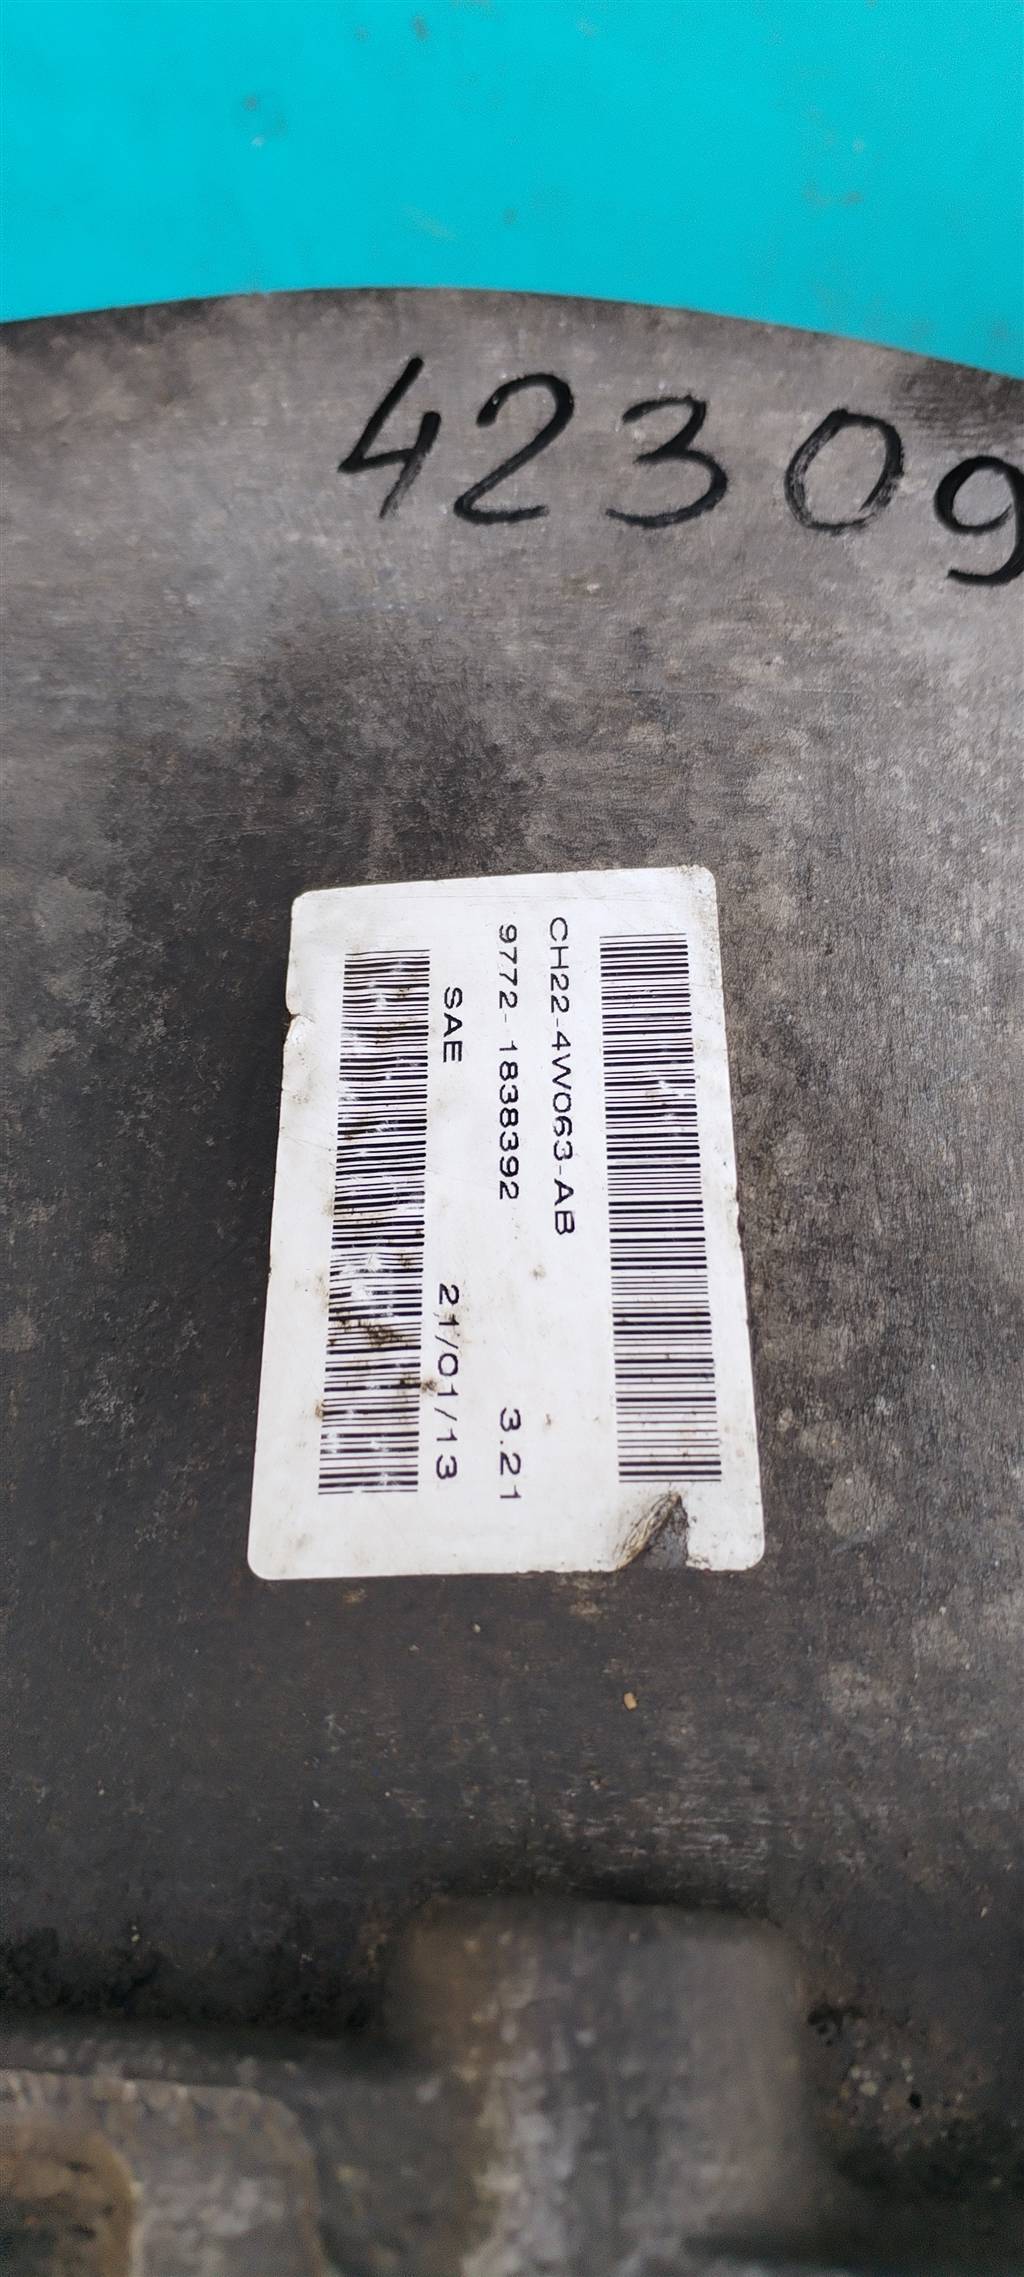 42309
CH22-4W063-AB
9772-1838392 3.21
SAE 21/01/13